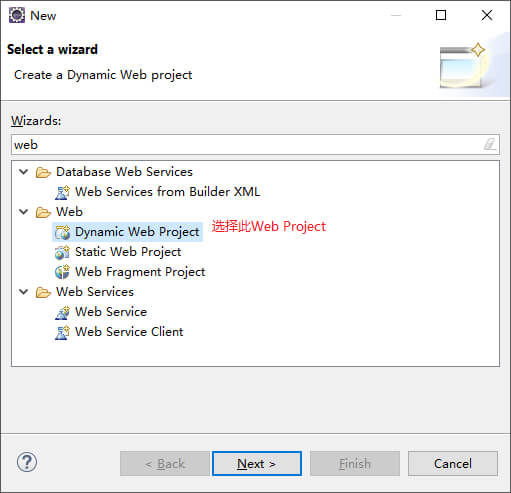 New
Select a wizard
Create a Dynamic Web project
Wizards:
web
Database Web Services
Web Services from Builder XML
Web
Dynamic Web Project 选择此Web Project
Static Web Project
Web Fragment Project
Web Services
Web Service
Web Service Client
? < Back Next > Finish Cancel